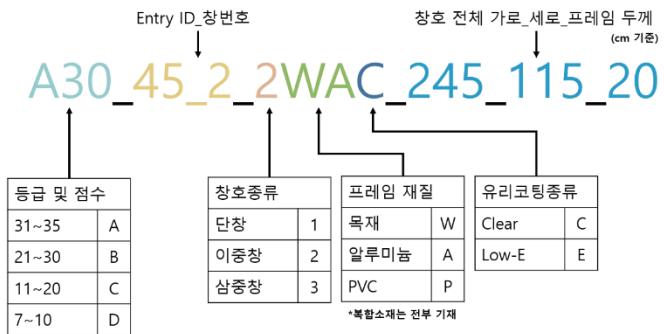 Entry ID_창번호
창호 전체 가로_세로_프레임 두께
(cm 기준)
A30_45_2_2WAC_245_115_20
등급 및 점수
31~35 A
21~30 B
11~20 C
7~10 D
창호종류
단창 1
이중창 2
삼중창 3
프레임 재질
목재 W
알루미늄 A
PVC P
*복합소재는 전부 기재
유리코팅종류
Clear C
Low-E E